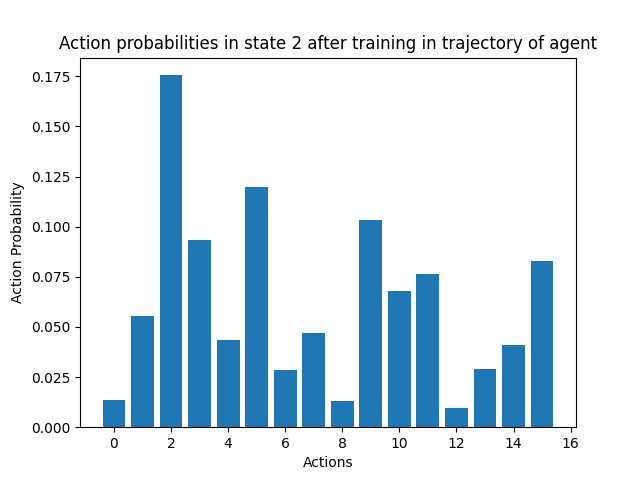 Action probabilities in state 2 after training in trajectory of agent
0.175
0.150
0.125
0.100
0.075
0.050
0.025
0.000
Action Probability
0 2 4 6 8 10 12 14 16
Actions